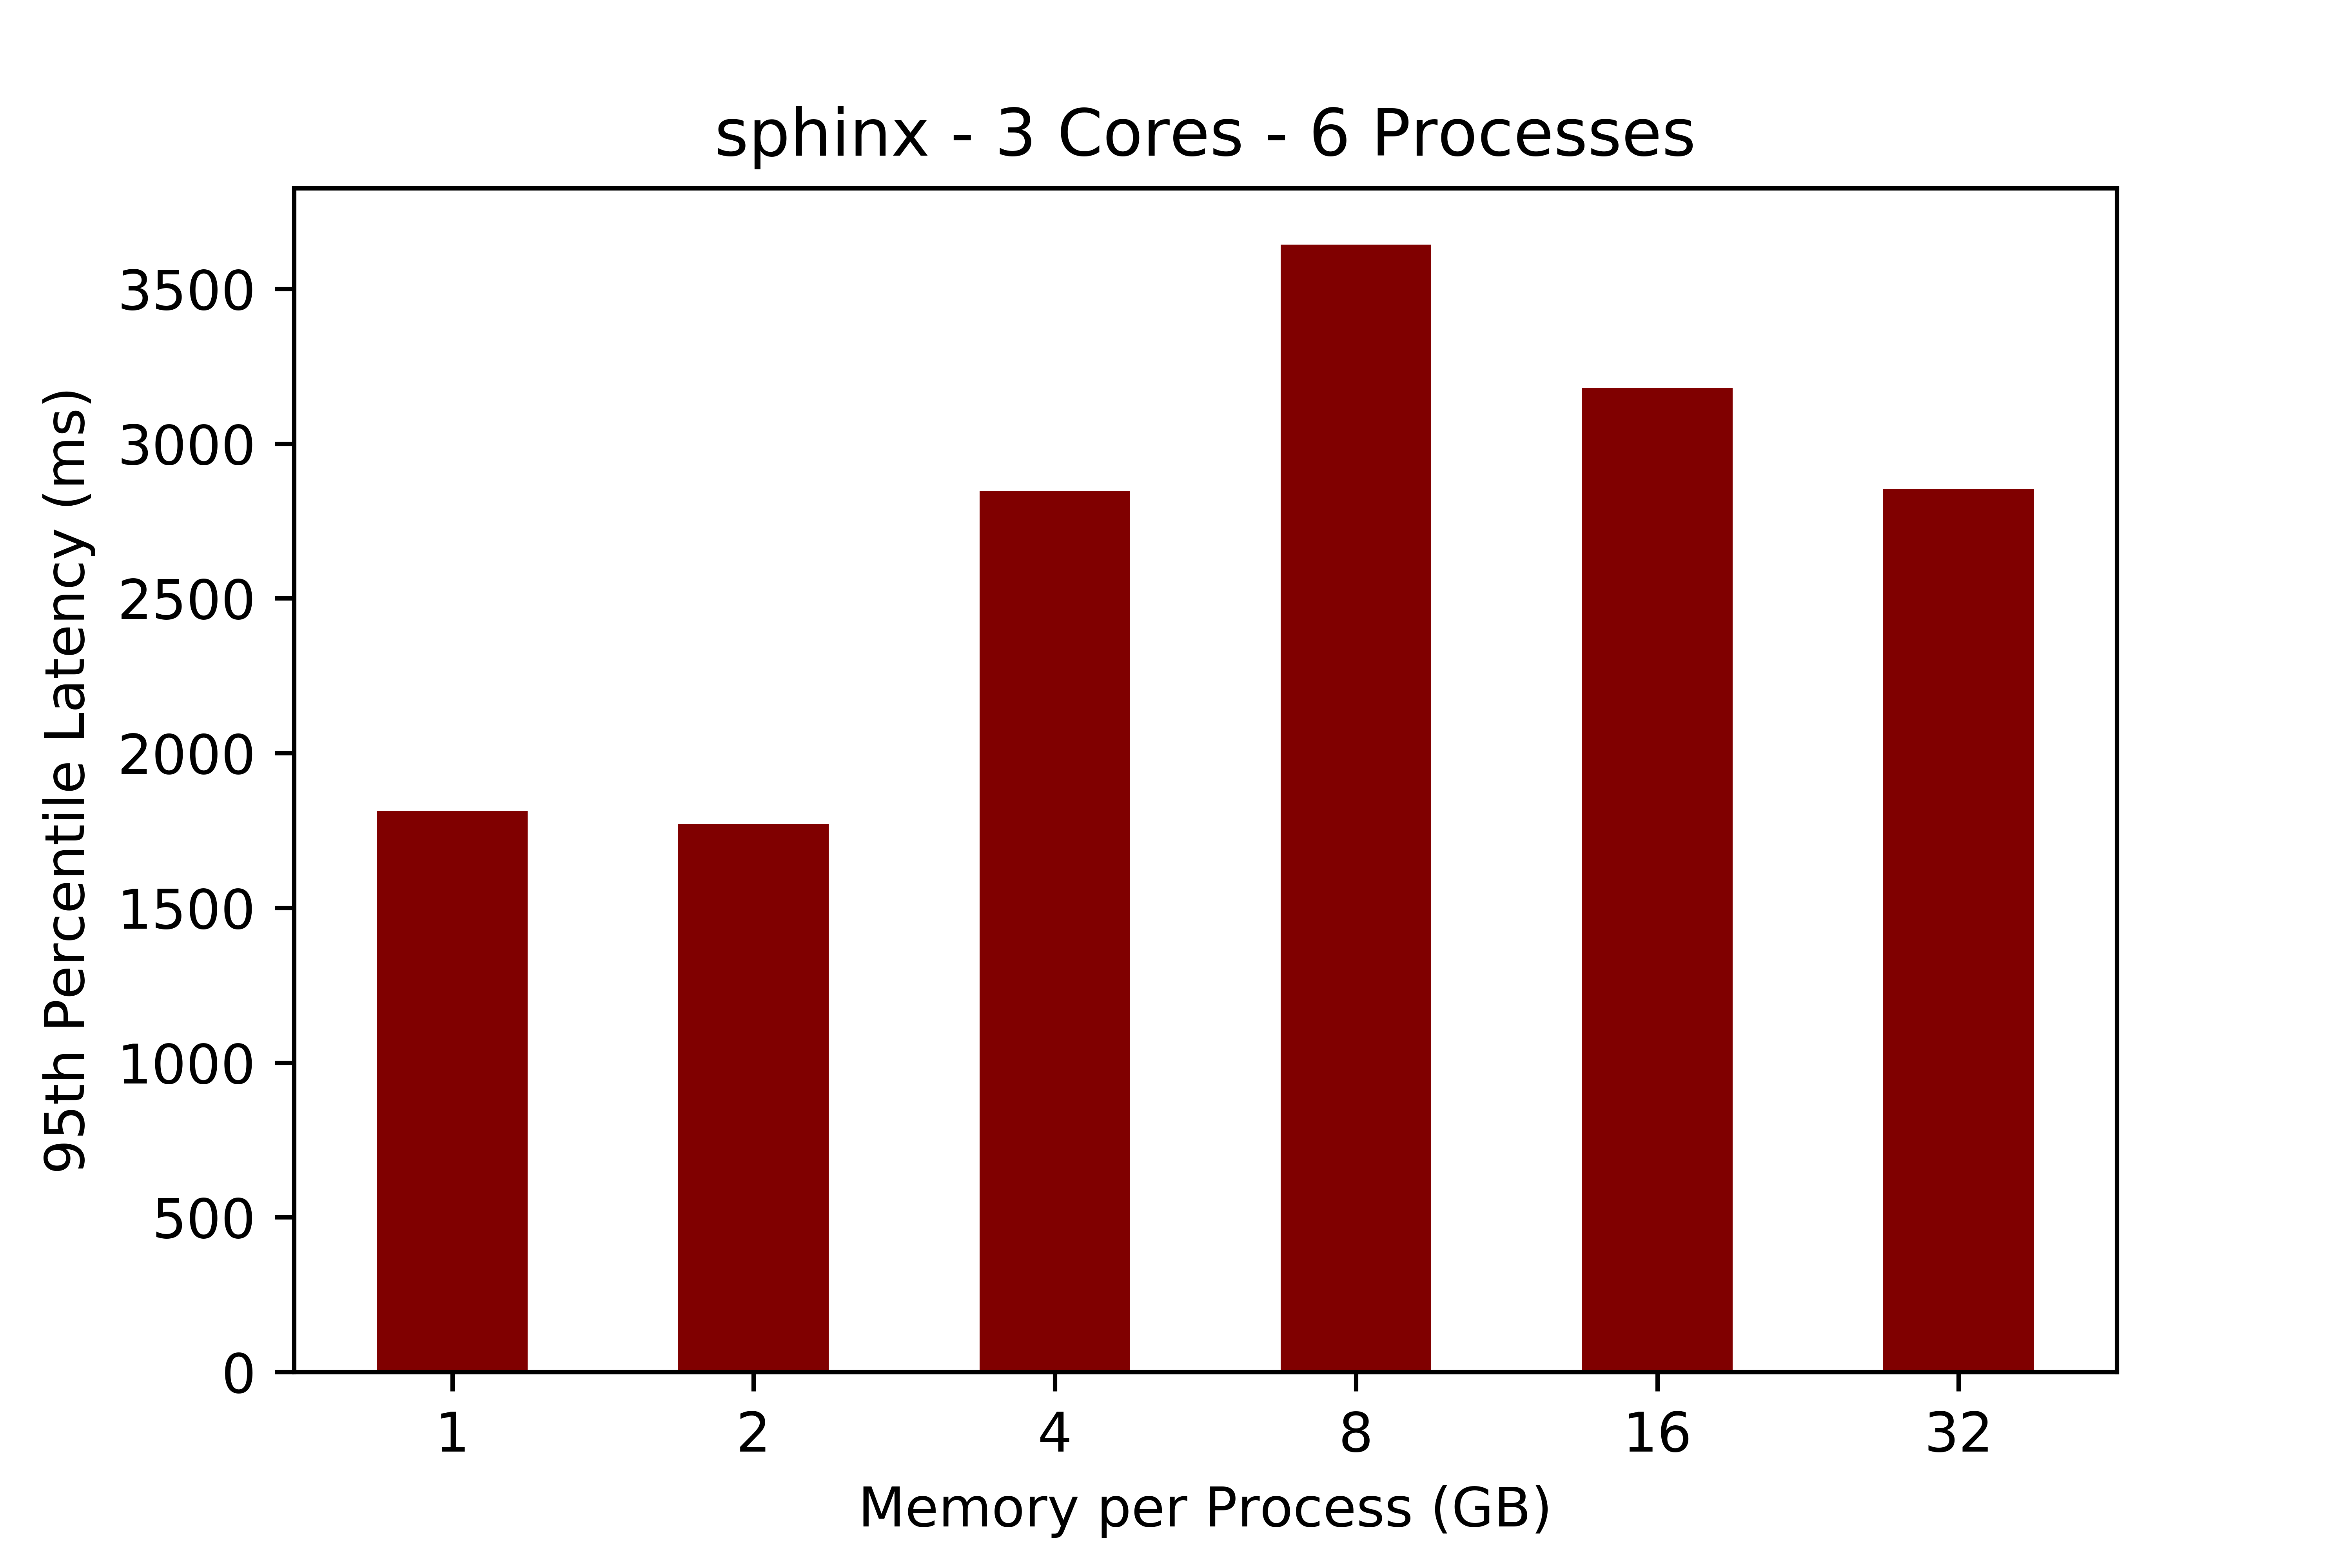 sphinx - 3 Cores - 6 Processes
95th Percentile Latency (ms)
3500
3000
2500
2000
1500
1000
500
0
1 2 4 8 16 32
Memory per Process (GB)